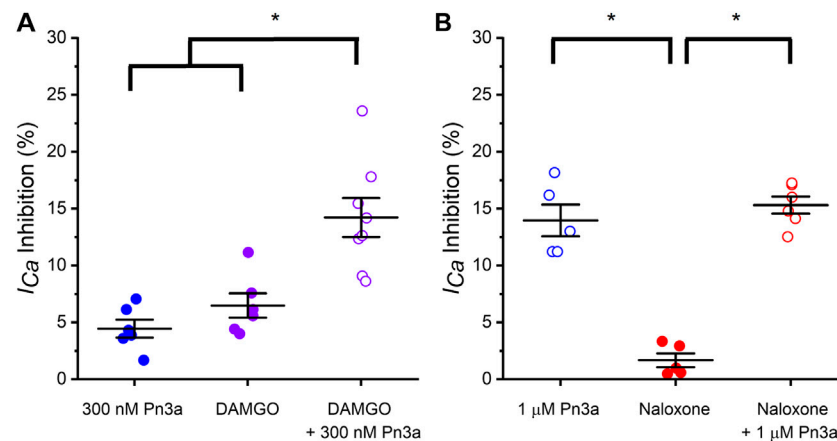 A
*
30
25
20
15
10
5
0
ICa Inhibition (%)
300 nM Pn3a
DAMGO
DAMGO
+ 300 nM Pn3a
B
*
*
30
25
20
15
10
5
0
ICa Inhibition (%)
1 μM Pn3a
Naloxone
Naloxone
+ 1 μM Pn3a